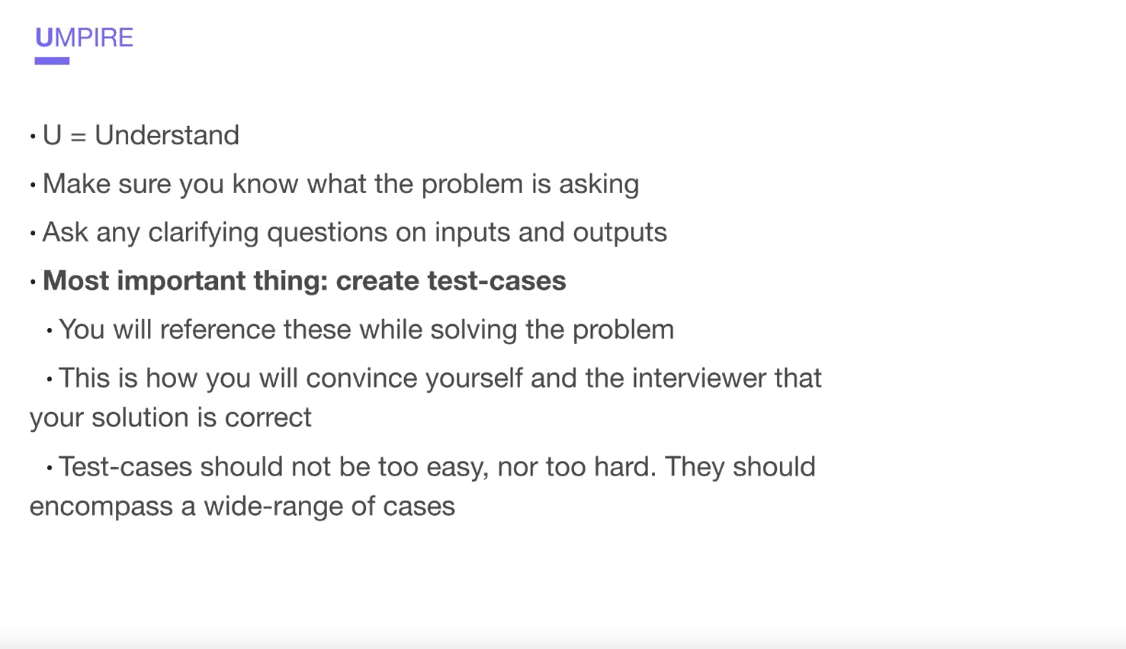 UMPIRE
• U = Understand
• Make sure you know what the problem is asking
• Ask any clarifying questions on inputs and outputs
• Most important thing: create test-cases
• You will reference these while solving the problem
• This is how you will convince yourself and the interviewer that
your solution is correct
• Test-cases should not be too easy, nor too hard. They should
encompass a wide-range of cases